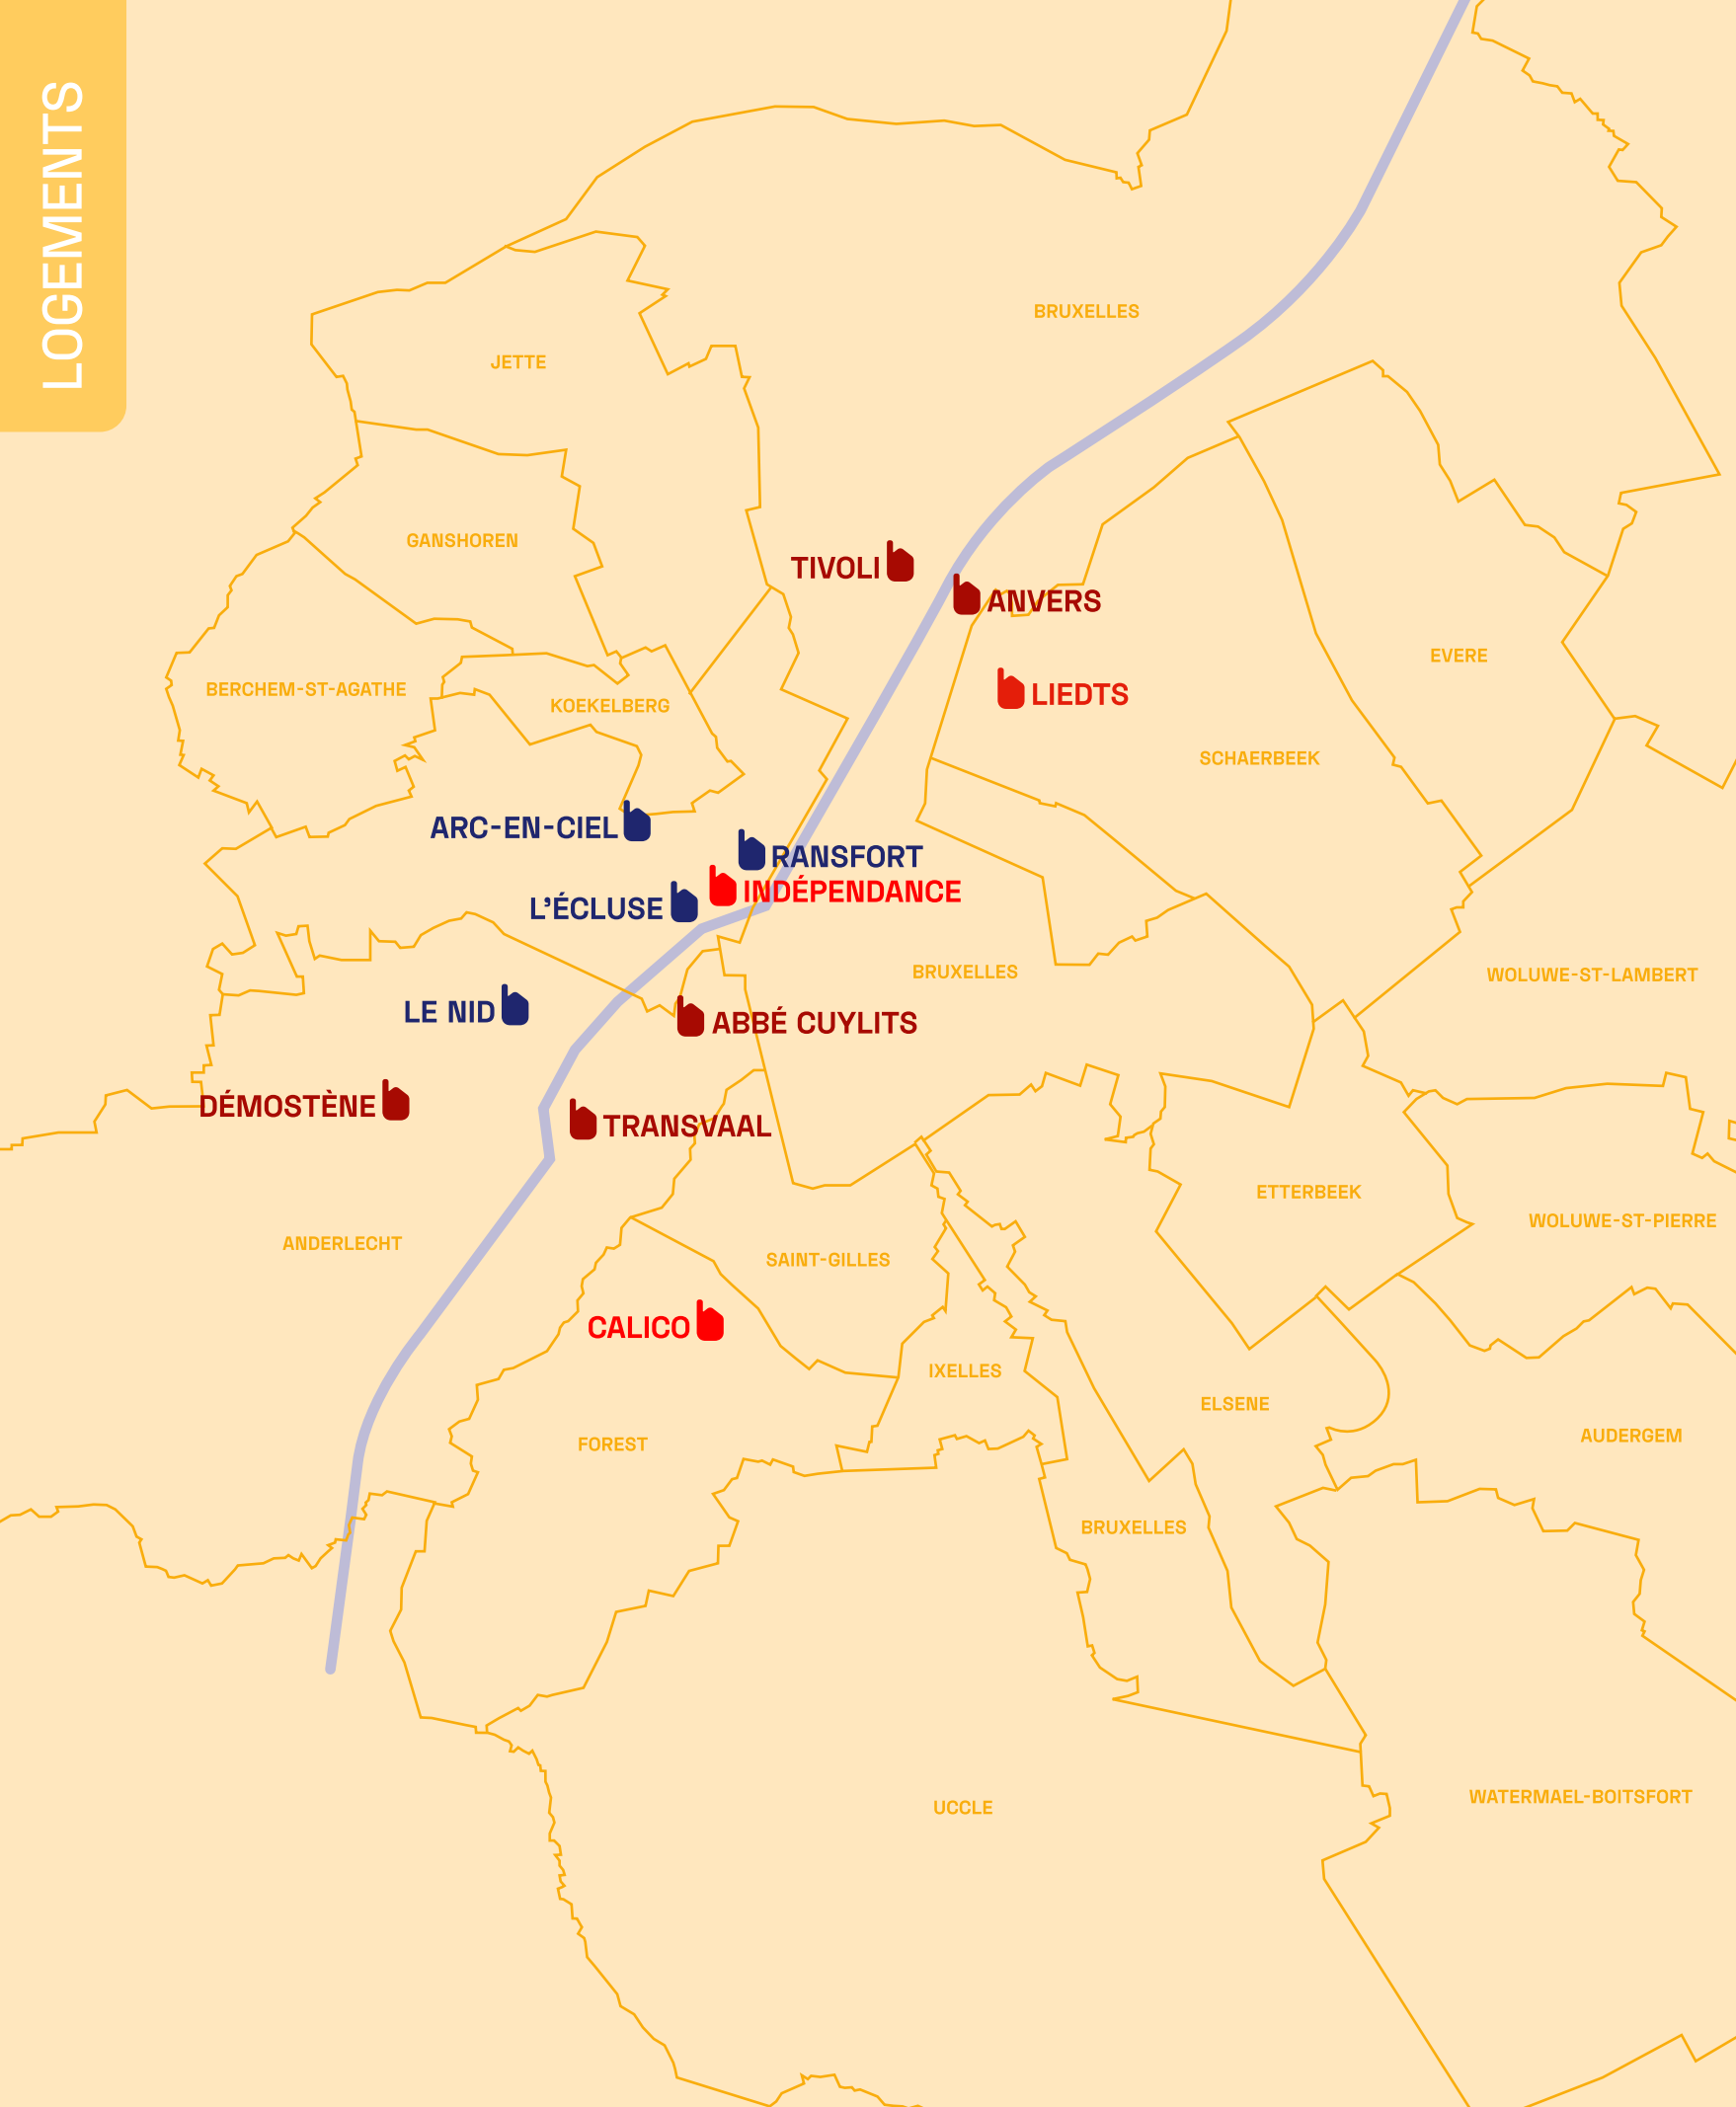 LOGEMENTS
BRUXELLES
JETTE
GANSHOREN
TIVOLI
ANVERS
EVERE
BERCHEM-ST-AGATHE
LIEDTS
KOEKELBERG
SCHAERBEEK
ARC-EN-CIEL
RANSFORT
INDÉPENDANCE
L’ÉCLUSE
BRUXELLES
WOLUWE-ST-LAMBERT
LE NID
ABBÉ CUYLITS
DÉMOSTÈNE
TRANSVAAL
ETTERBEEK
WOLUWE-ST-PIERRE
ANDERLECHT
SAINT-GILLES
CALICO
IXELLES
ELSENE
AUDERGEM
FOREST
BRUXELLES
WATERMAEL-BOITSFORT
UCCLE